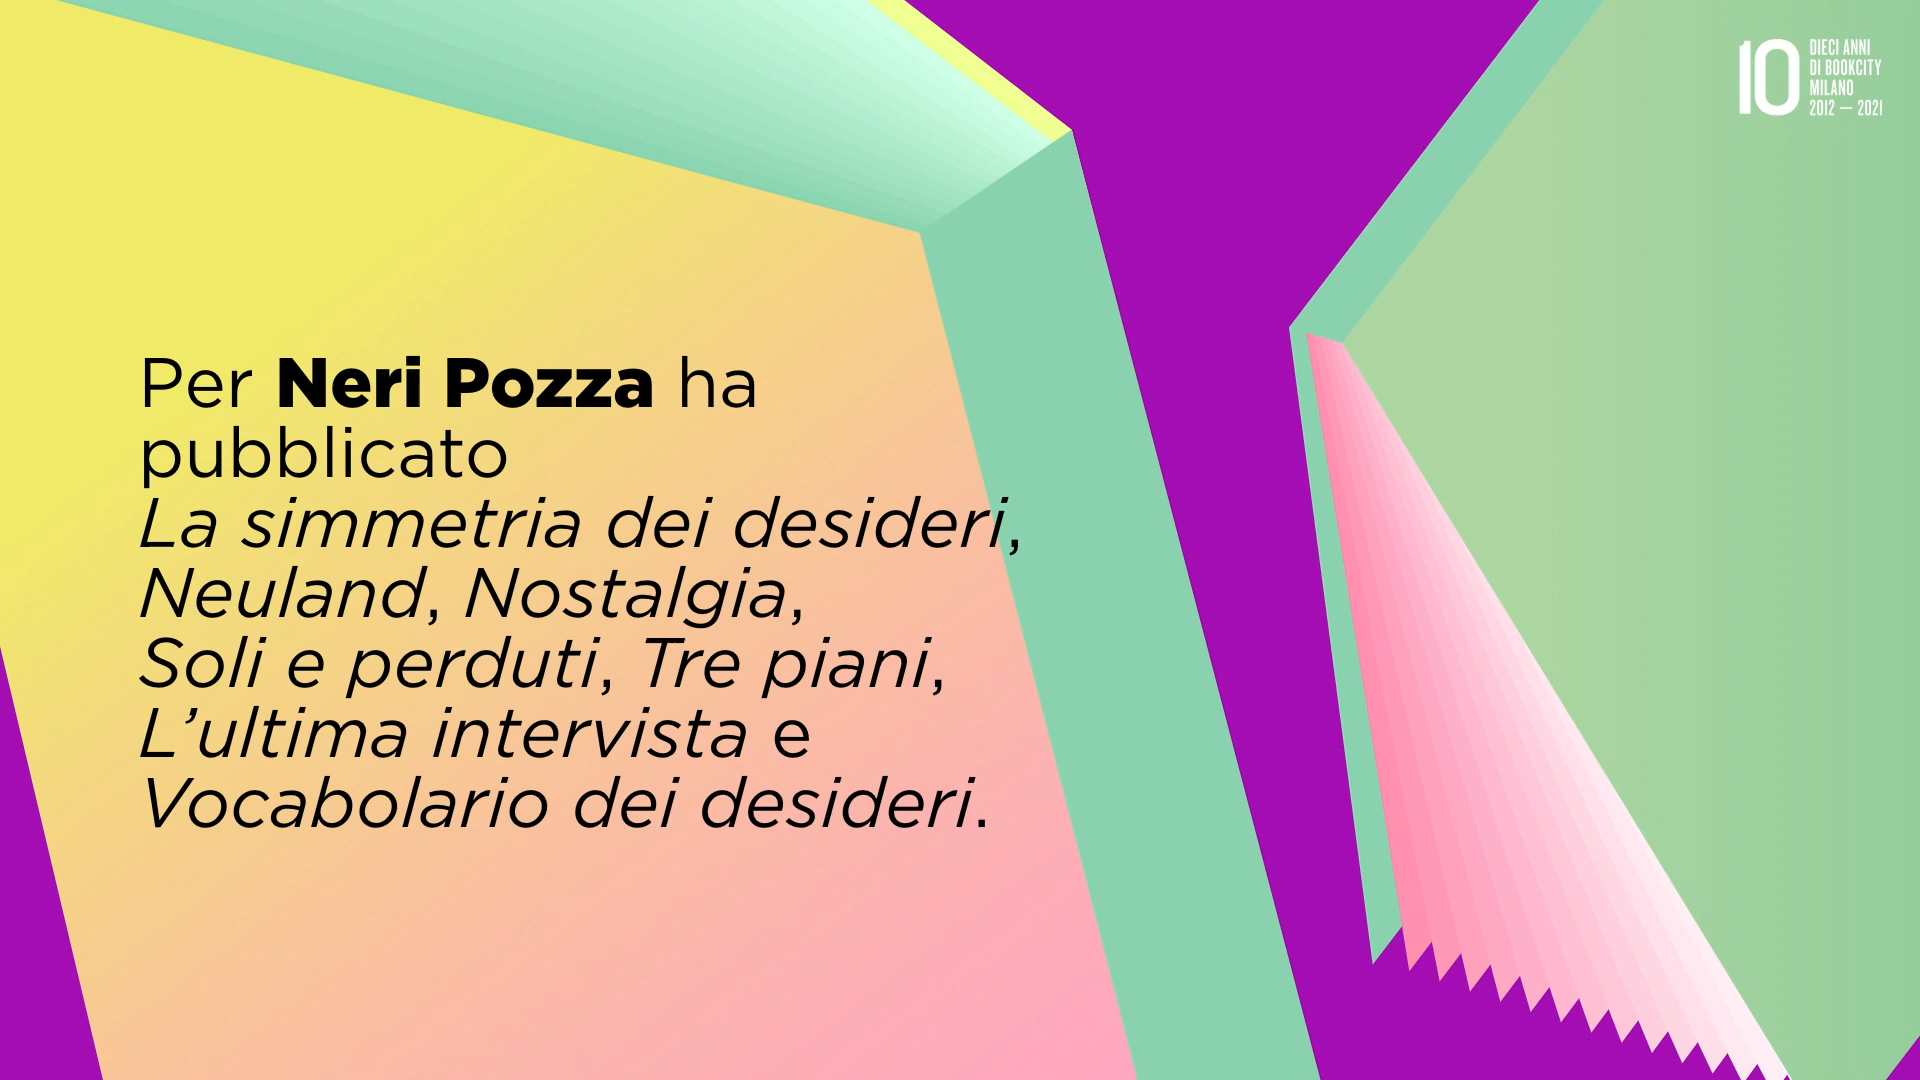 10 DIECI ANNI
DI BOOKCITY
MILANO
2012 — 2021
Per Neri Pozza ha
pubblicato
La simmetria dei desideri,
Neuland, Nostalgia,
Soli e perduti, Tre piani,
L’ultima intervista e
Vocabolario dei desideri.